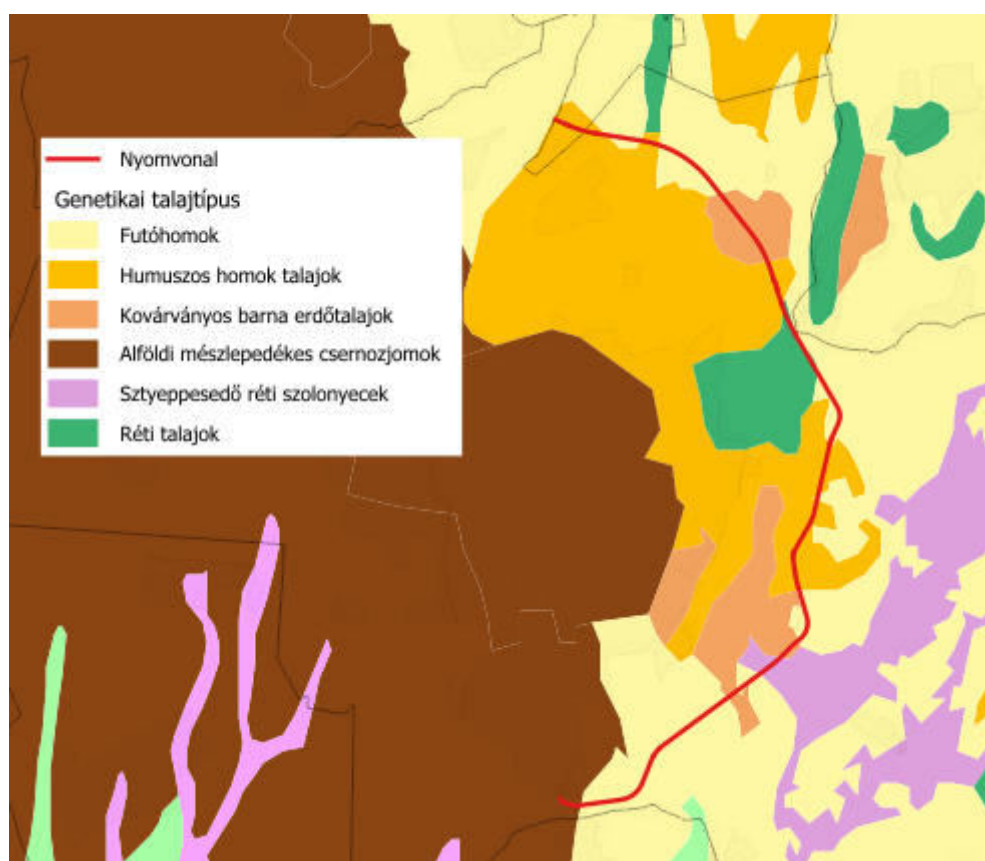 Nyomvonal
Genetikai talajtípus
Futóhomok
Humuszos homok talajok
Kovárványos barna erdőtalajok
Alföldi mészlepedékes csernozjomok
Sztyeppesedő réti szolonyecek
Réti talajok